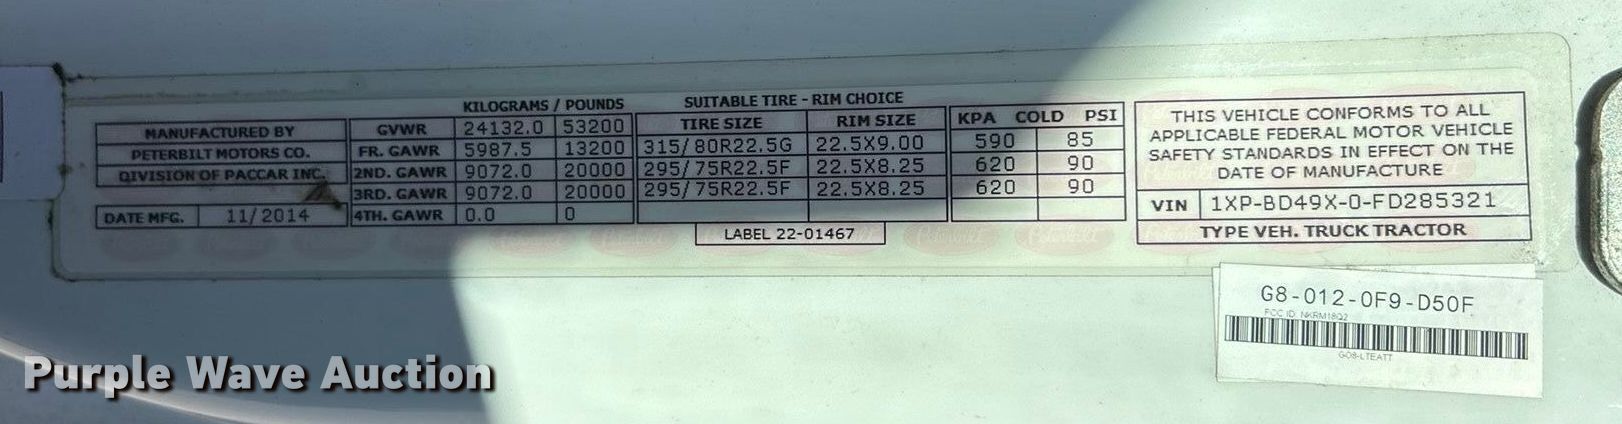 KILOGRAMS / POUNDS SUITABLE TIRE - RIM CHOICE
MANUFACTURED BY
PETERBILT MOTORS CO.
DIVISION OF PACCAR INC.
DATE MFG. 11/2014
GVWR 24132.0 53200
FR. GAWR 5987.5 13200
2ND. GAWR 9072.0 20000
3RD. GAWR 9072.0 20000
4TH. GAWR 0.0 0
TIRE SIZE RIM SIZE
315/80R22.5G 22.5X9.00
295/75R22.5F 22.5X8.25
295/75R22.5F 22.5X8.25
KPA COLD PSI
590 85
620 90
620 90
LABEL 22-01467
THIS VEHICLE CONFORMS TO ALL
APPLICABLE FEDERAL MOTOR VEHICLE
SAFETY STANDARDS IN EFFECT ON THE
DATE OF MANUFACTURE
VIN 1XP-BD49X-0-FD285321
TYPE VEH. TRUCK TRACTOR
G8-012-0F9-D50F
FCC ID: NKRM18Q2
GO8-LTEATT
Purple Wave Auction